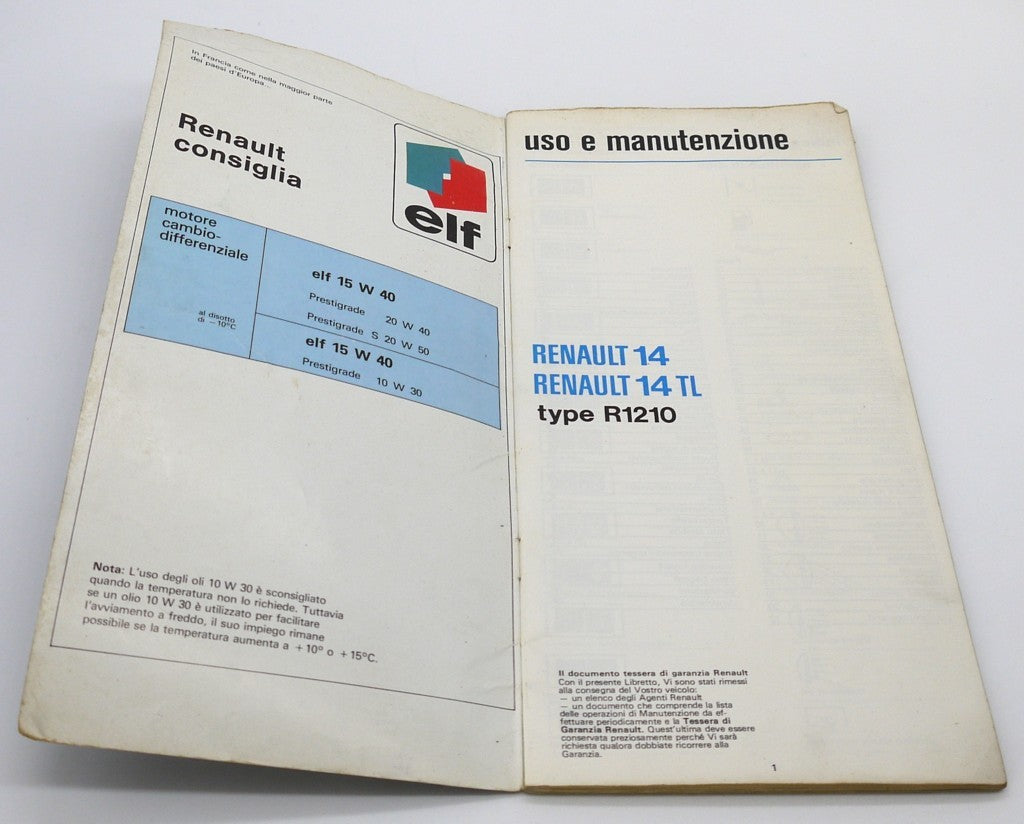 In Francia come nella maggior parte
dei paesi d'Europa...
Renault
consiglia
elf
motore
cambio-
differenziale
al disotto
di −10°C
elf 15 W 40
Prestigrade 20 W 40
Prestigrade S 20 W 50
elf 15 W 40
Prestigrade 10 W 30
Nota: L'uso degli oli 10 W 30 è sconsigliato
quando la temperatura non lo richiede. Tuttavia
se un olio 10 W 30 è utilizzato per facilitare
l'avviamento a freddo, il suo impiego rimane
possibile se la temperatura aumenta a +10° o +15°C.
uso e manutenzione
RENAULT 14
RENAULT 14 TL
type R1210
Il documento tessera di garanzia Renault
Con il presente Libretto, Vi sono stati rimessi
alla consegna del Vostro veicolo:
— un elenco degli Agenti Renault
— un documento che comprende la lista
delle operazioni di Manutenzione da ef-
fettuare periodicamente e la Tessera di
Garanzia Renault. Quest'ultima deve essere
conservata preziosamente perchè Vi sarà
richiesta qualora dobbiate ricorrere alla
Garanzia.
1